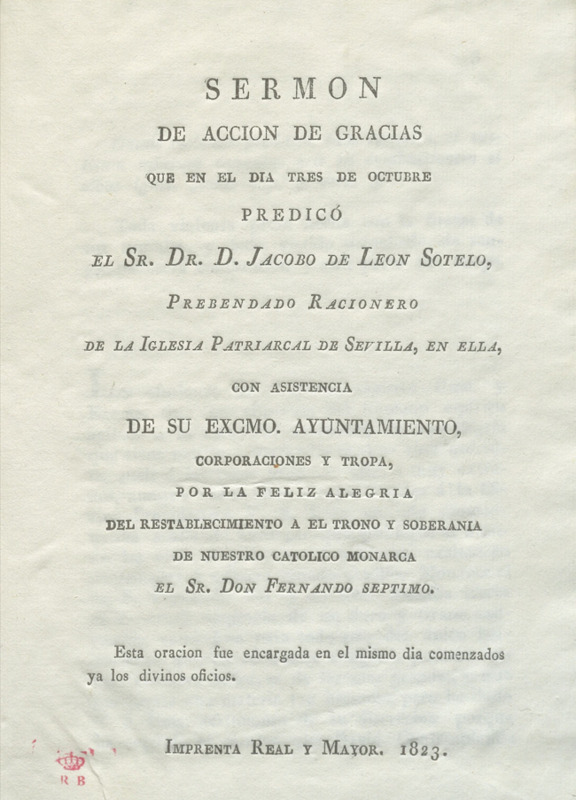 SERMON
DE ACCION DE GRACIAS
QUE EN EL DIA TRES DE OCTUBRE
PREDICÓ
EL SR. DR. D. JACOBO DE LEON SOTELO,
PREBENDADO RACIONERO
DE LA IGLESIA PATRIARCAL DE SEVILLA, EN ELLA,
CON ASISTENCIA
DE SU EXCMO. AYUNTAMIENTO,
CORPORACIONES Y TROPA,
POR LA FELIZ ALEGRIA
DEL RESTABLECIMIENTO A EL TRONO Y SOBERANIA
DE NUESTRO CATOLICO MONARCA
EL SR. DON FERNANDO SEPTIMO.
Esta oracion fue encargada en el mismo dia comenzados
ya los divinos oficios.
IMPRENTA REAL Y MAYOR. 1823.
R B